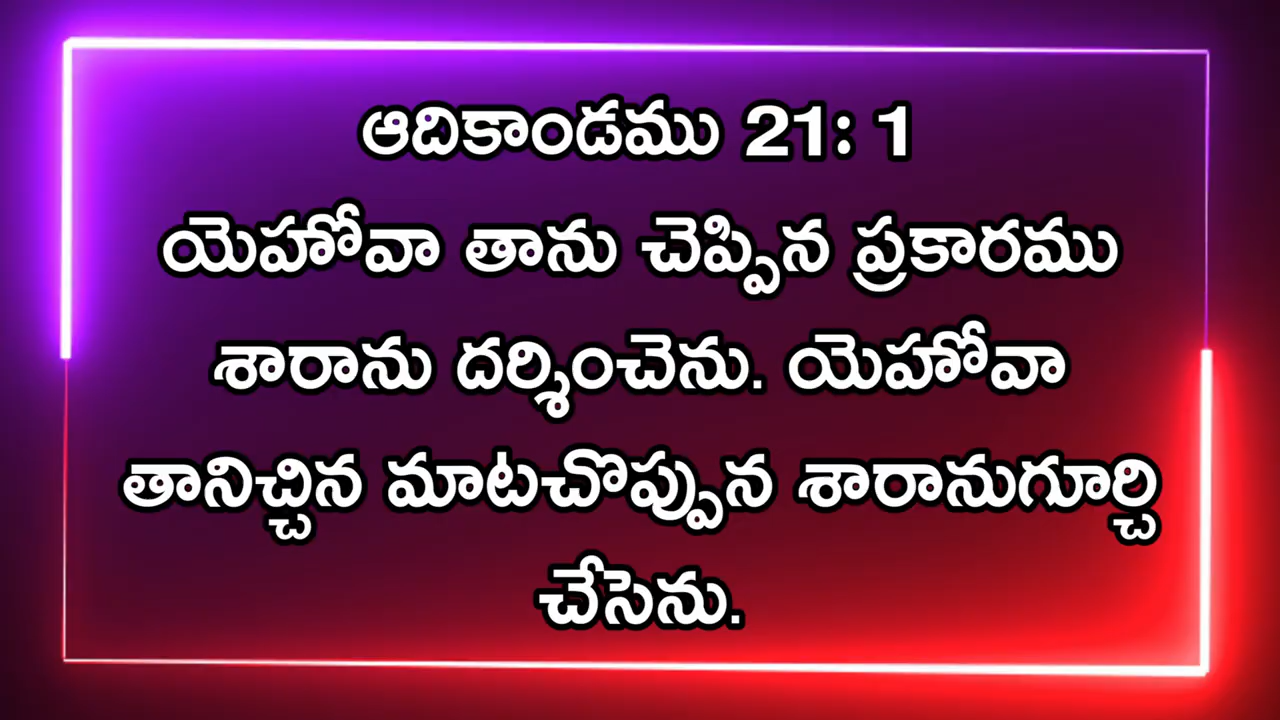 ఆదికాండము 21: 1
యెహోవా తాను చెప్పిన ప్రకారము
శారాను దర్శించెను. యెహోవా
తానిచ్చిన మాటచొప్పున శారానుగూర్చి
చేసెను.